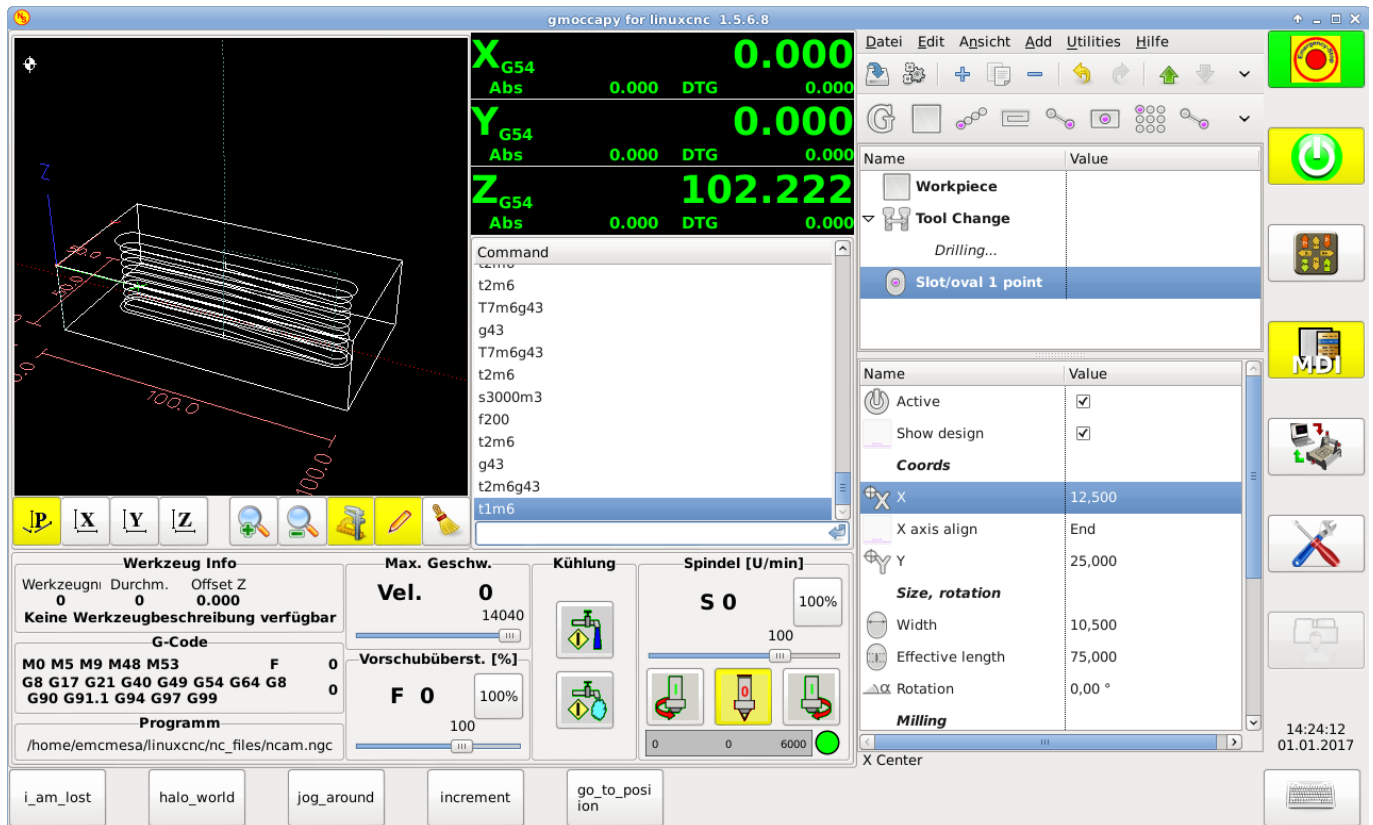 gmoccapy for linuxcnc 1.5.6.8
Z
50.0
100.0
100.0
X G54 0.000
Abs 0.000 DTG 0.000
Y G54 0.000
Abs 0.000 DTG 0.000
Z G54 102.222
Abs 0.000 DTG 0.000
Command
t2m6
t2m6
T7m6g43
g43
T7m6g43
t2m6
s3000m3
f200
t2m6
g43
t2m6g43
t1m6
P X Y Z
Werkzeug Info
Werkzeugni Durchm. Offset Z
0 0 0.000
Keine Werkzeugbeschreibung verfügbar
G-Code
M0 M5 M9 M48 M53 F 0
G8 G17 G21 G40 G49 G54 G64 G8 0
G90 G91.1 G94 G97 G99
Programm
/home/emcmesa/linuxcnc/nc_files/ncam.ngc
Max. Geschw.
Vel. 0
14040
Vorschubüberst. [%]
F 0 100%
100
Kühlung
Spindel [U/min]
S 0 100%
100
0 0 6000
Datei Edit Ansicht Add Utilities Hilfe
Name Value
Workpiece
Tool Change
Drilling...
Slot/oval 1 point
Name Value
Active
Show design
Coords
X 12,500
X axis align End
Y 25,000
Size, rotation
Width 10,500
Effective length 75,000
Rotation 0,00 °
Milling
X Center
Emergency-Stop
MDI
14:24:12
01.01.2017
i_am_lost
halo_world
jog_around
increment
go_to_posi
ion